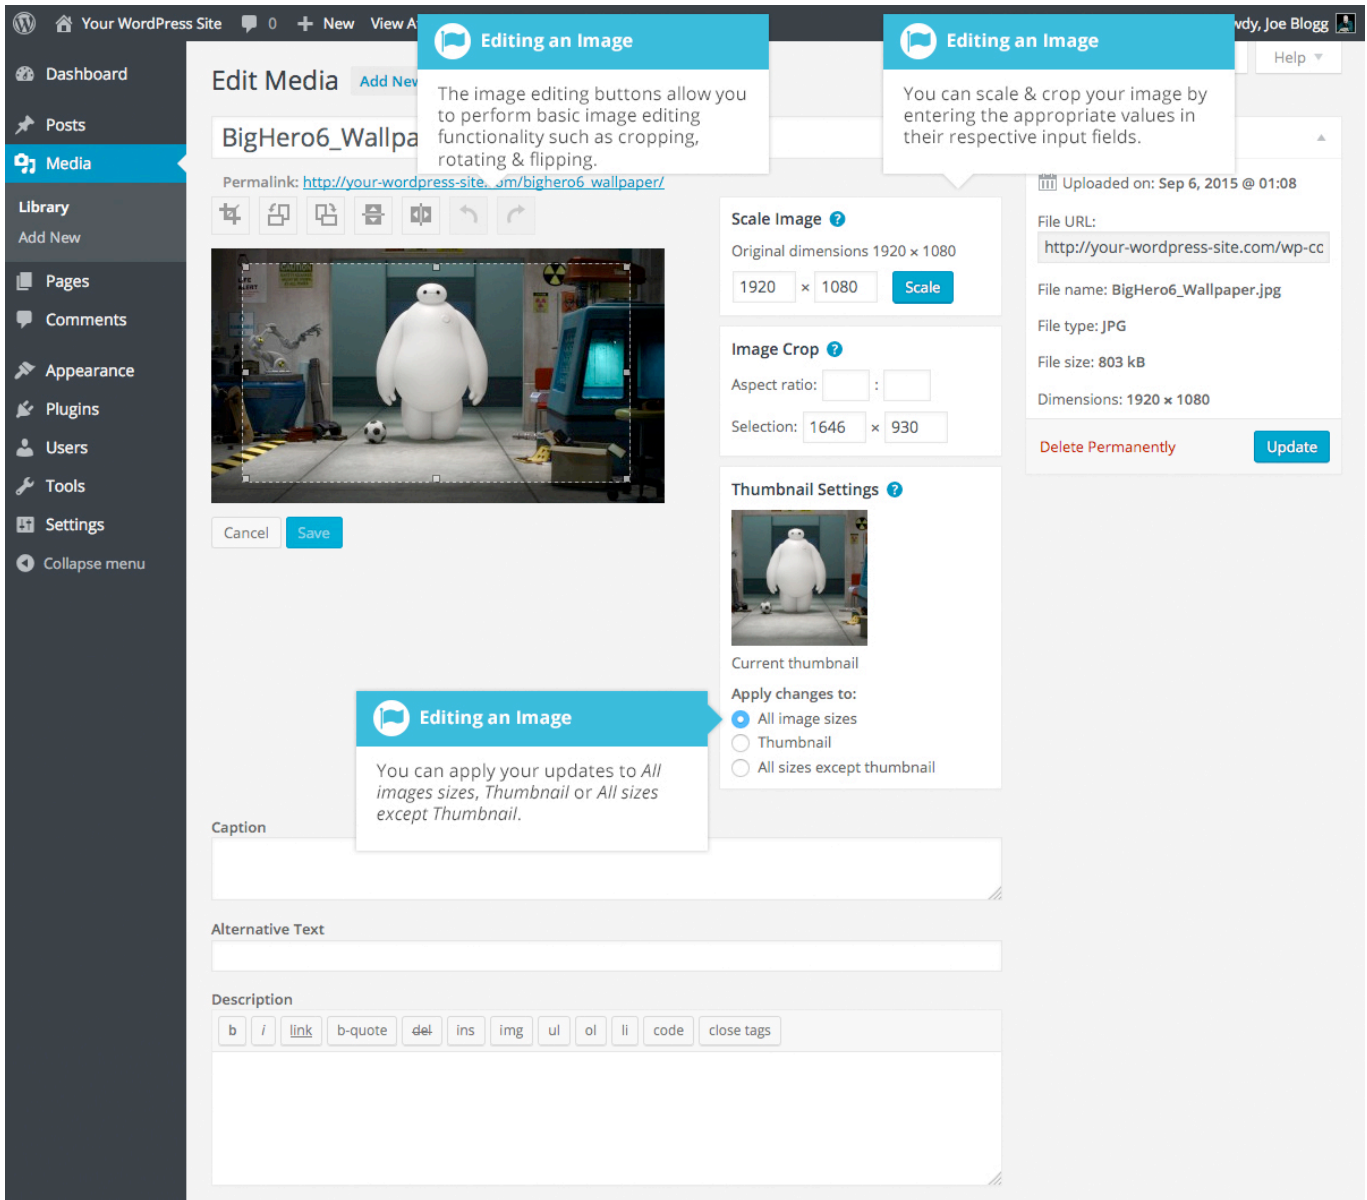 Your WordPress Site 0 + New View A
wdy, Joe Blogg
Dashboard
Posts
Media
Library
Add New
Pages
Comments
Appearance
Plugins
Users
Tools
Settings
Collapse menu
Edit Media Add New
Help
Editing an Image
The image editing buttons allow you
to perform basic image editing
functionality such as cropping,
rotating & flipping.
Editing an Image
You can scale & crop your image by
entering the appropriate values in
their respective input fields.
BigHero6_Wallpa
Permalink: http://your-wordpress-site.com/bighero6_wallpaper/
Cancel Save
Scale Image ?
Original dimensions 1920 × 1080
1920 × 1080 Scale
Image Crop ?
Aspect ratio: :
Selection: 1646 × 930
Thumbnail Settings ?
Current thumbnail
Apply changes to:
All image sizes
Thumbnail
All sizes except thumbnail
Uploaded on: Sep 6, 2015 @ 01:08
File URL:
http://your-wordpress-site.com/wp-cc
File name: BigHero6_Wallpaper.jpg
File type: JPG
File size: 803 kB
Dimensions: 1920 × 1080
Delete Permanently Update
Editing an Image
You can apply your updates to All
images sizes, Thumbnail or All sizes
except Thumbnail.
Caption
Alternative Text
Description
b i link b-quote del ins img ul ol li code close tags